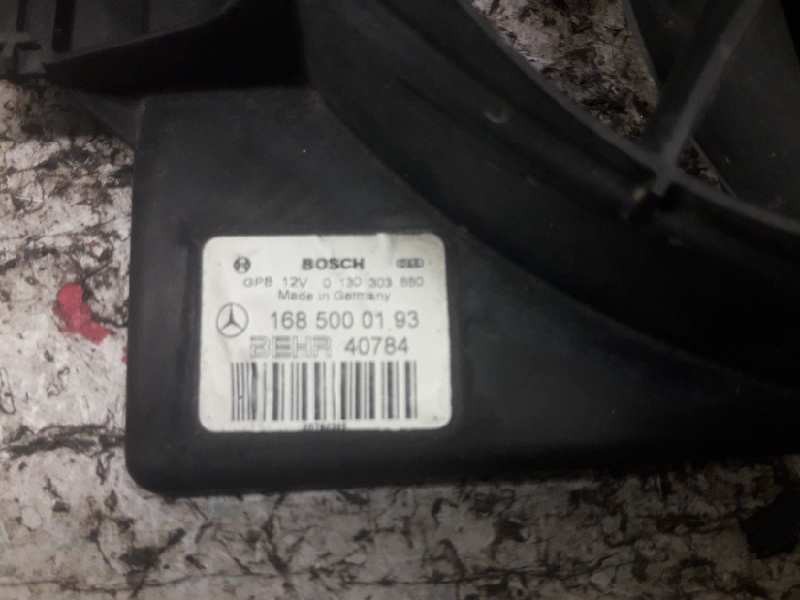 BOSCH
GPB 12V 0 130 303 880
Made in Germany
168 500 01 93
BEHR 40784